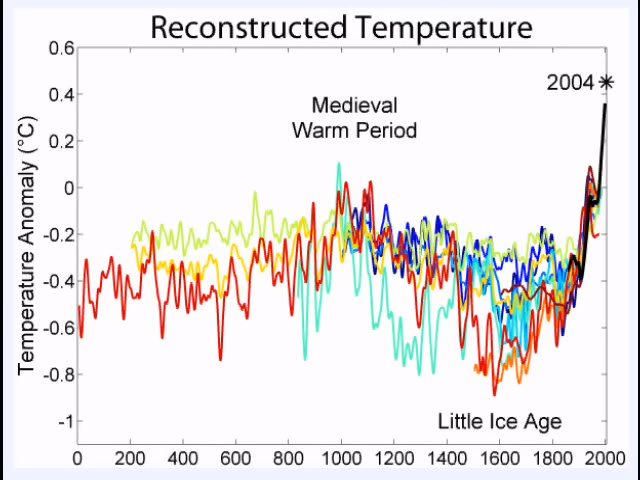 Reconstructed Temperature
0.6
0.4
0.2
0
-0.2
-0.4
-0.6
-0.8
-1
Temperature Anomaly (°C)
2004 *
Medieval
Warm Period
Little Ice Age
0 200 400 600 800 1000 1200 1400 1600 1800 2000